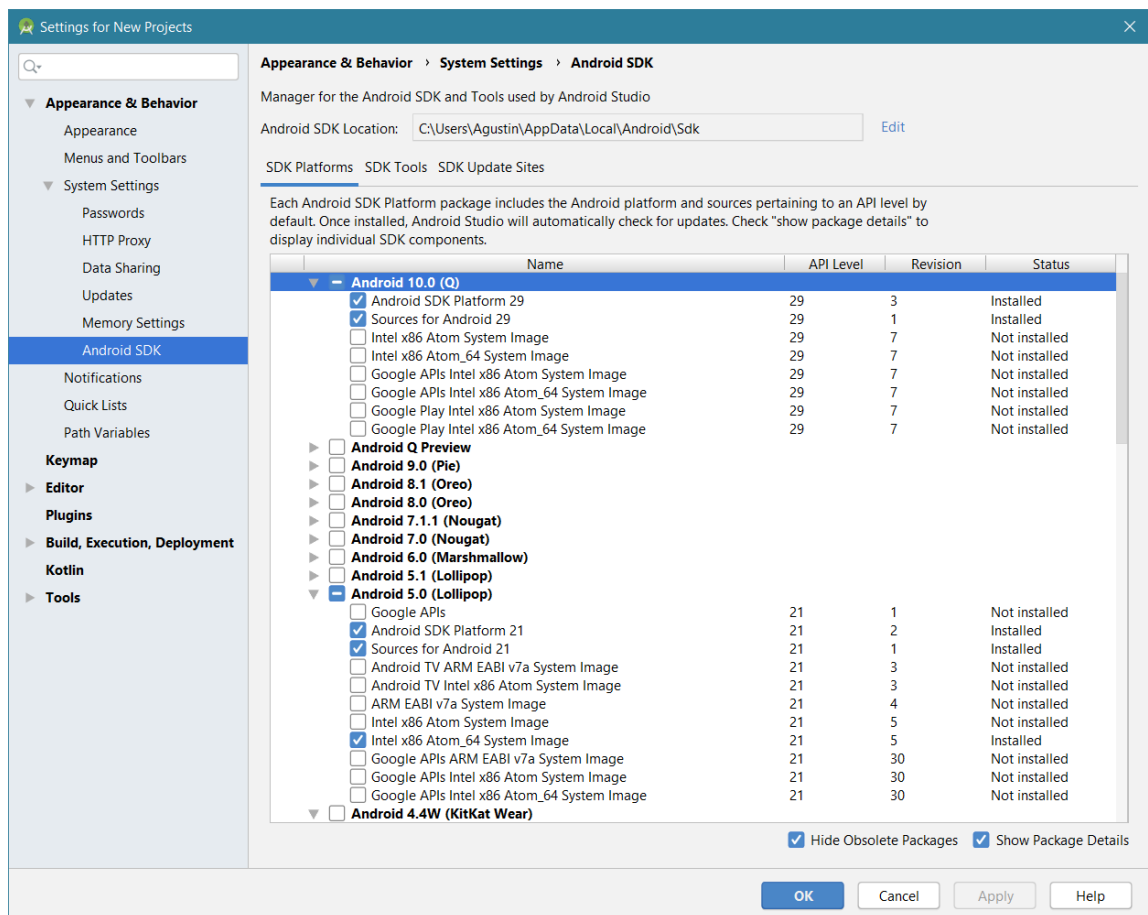 Settings for New Projects
Appearance & Behavior
Appearance
Menus and Toolbars
System Settings
Passwords
HTTP Proxy
Data Sharing
Updates
Memory Settings
Android SDK
Notifications
Quick Lists
Path Variables
Keymap
Editor
Plugins
Build, Execution, Deployment
Kotlin
Tools
Appearance & Behavior › System Settings › Android SDK
Manager for the Android SDK and Tools used by Android Studio
Android SDK Location: C:\Users\Agustin\AppData\Local\Android\Sdk Edit
SDK Platforms SDK Tools SDK Update Sites
Each Android SDK Platform package includes the Android platform and sources pertaining to an API level by
default. Once installed, Android Studio will automatically check for updates. Check "show package details" to
display individual SDK components.
Name API Level Revision Status
Android 10.0 (Q)
Android SDK Platform 29 29 3 Installed
Sources for Android 29 29 1 Installed
Intel x86 Atom System Image 29 7 Not installed
Intel x86 Atom_64 System Image 29 7 Not installed
Google APIs Intel x86 Atom System Image 29 7 Not installed
Google APIs Intel x86 Atom_64 System Image 29 7 Not installed
Google Play Intel x86 Atom System Image 29 7 Not installed
Google Play Intel x86 Atom_64 System Image 29 7 Not installed
Android Q Preview
Android 9.0 (Pie)
Android 8.1 (Oreo)
Android 8.0 (Oreo)
Android 7.1.1 (Nougat)
Android 7.0 (Nougat)
Android 6.0 (Marshmallow)
Android 5.1 (Lollipop)
Android 5.0 (Lollipop)
Google APIs 21 1 Not installed
Android SDK Platform 21 21 2 Installed
Sources for Android 21 21 1 Installed
Android TV ARM EABI v7a System Image 21 3 Not installed
Android TV Intel x86 Atom System Image 21 3 Not installed
ARM EABI v7a System Image 21 4 Not installed
Intel x86 Atom System Image 21 5 Not installed
Intel x86 Atom_64 System Image 21 5 Installed
Google APIs ARM EABI v7a System Image 21 30 Not installed
Google APIs Intel x86 Atom System Image 21 30 Not installed
Google APIs Intel x86 Atom_64 System Image 21 30 Not installed
Android 4.4W (KitKat Wear)
Hide Obsolete Packages Show Package Details
OK Cancel Apply Help